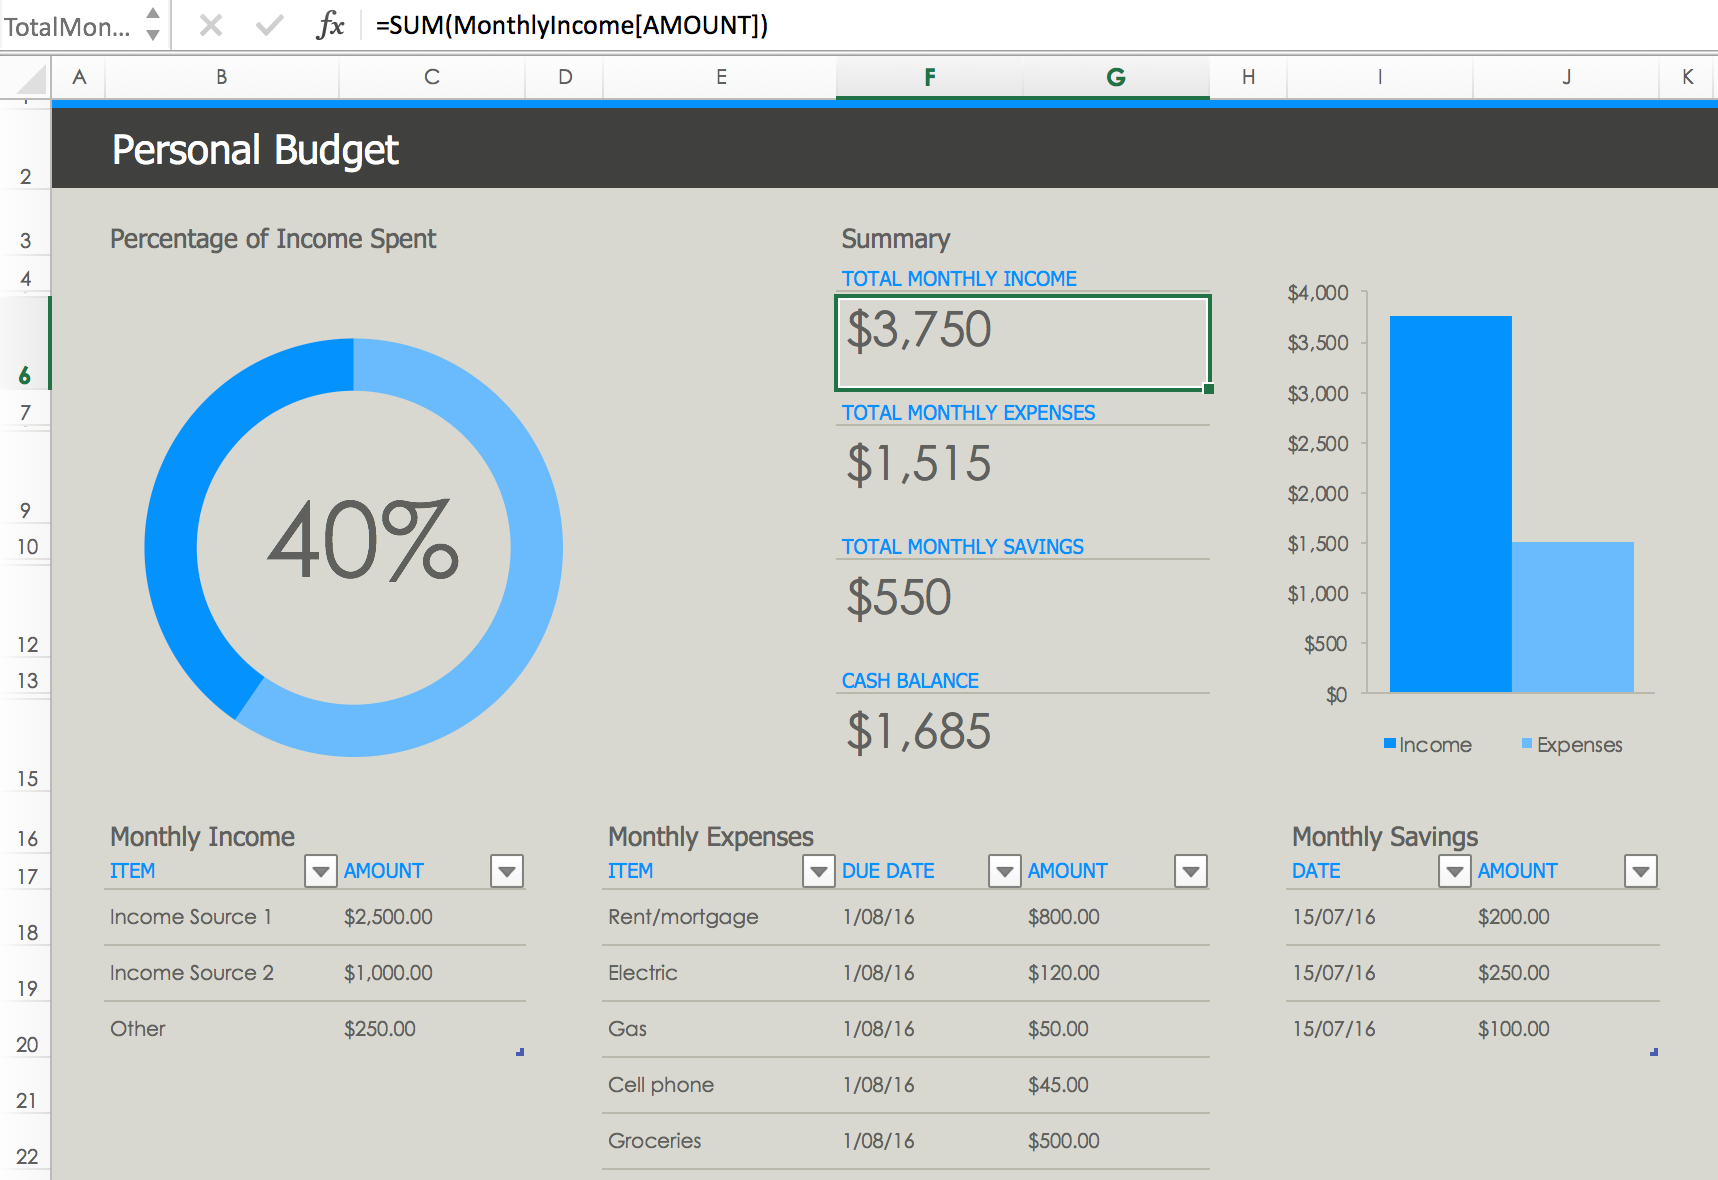 TotalMon... fx =SUM(MonthlyIncome[AMOUNT])
A B C D E F G H I J K
2 Personal Budget
3 Percentage of Income Spent Summary
4 TOTAL MONTHLY INCOME
$4,000
6 $3,750
$3,500
$3,000
7 TOTAL MONTHLY EXPENSES
$2,500
9 $1,515
$2,000
40%
10 TOTAL MONTHLY SAVINGS
$1,500
12 $550
$1,000
$500
13 CASH BALANCE
$0
15 $1,685
Income Expenses
16 Monthly Income Monthly Expenses Monthly Savings
17 ITEM AMOUNT ITEM DUE DATE AMOUNT DATE AMOUNT
18 Income Source 1 $2,500.00 Rent/mortgage 1/08/16 $800.00 15/07/16 $200.00
19 Income Source 2 $1,000.00 Electric 1/08/16 $120.00 15/07/16 $250.00
20 Other $250.00 Gas 1/08/16 $50.00 15/07/16 $100.00
21 Cell phone 1/08/16 $45.00
22 Groceries 1/08/16 $500.00